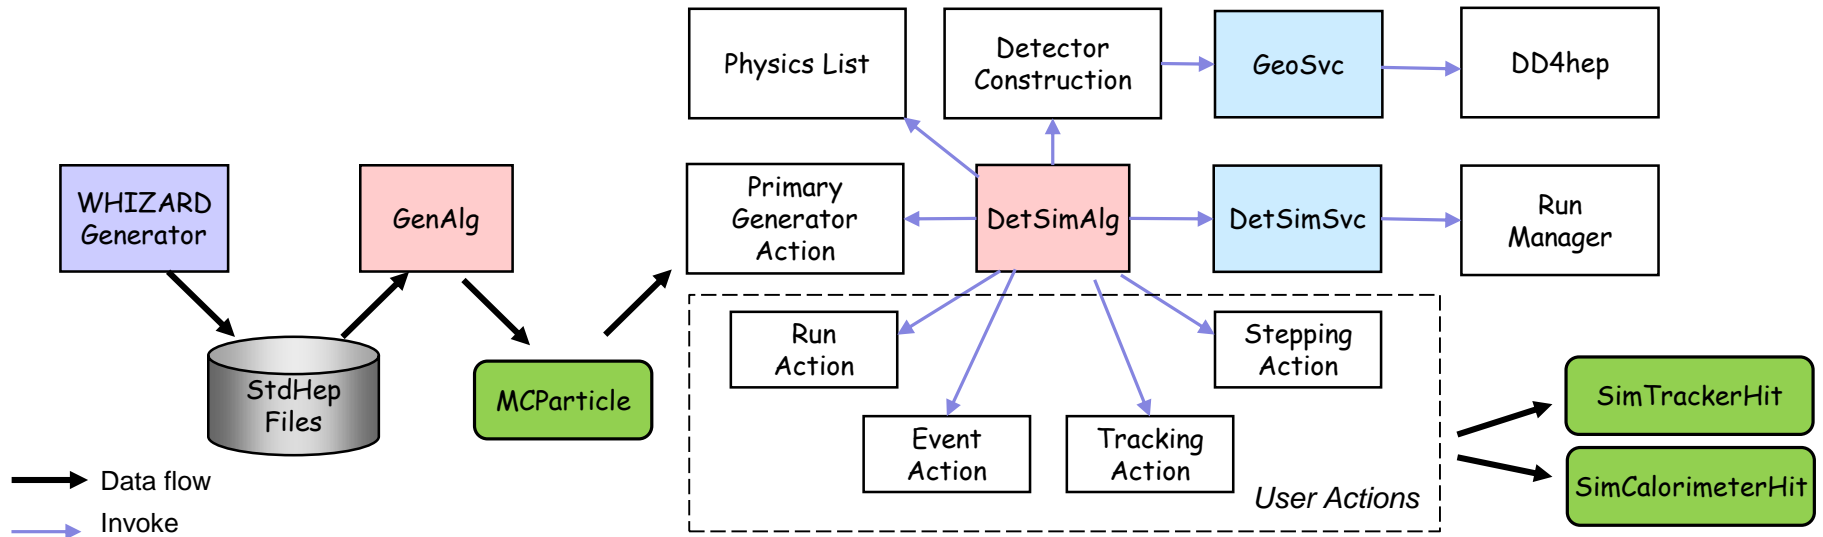 Physics List
Detector
Construction
GeoSvc
DD4hep
WHIZARD
Generator
GenAlg
Primary
Generator
Action
DetSimAlg
DetSimSvc
Run
Manager
StdHep
Files
MCParticle
Run
Action
Stepping
Action
Event
Action
Tracking
Action
User Actions
SimTrackerHit
SimCalorimeterHit
Data flow
Invoke